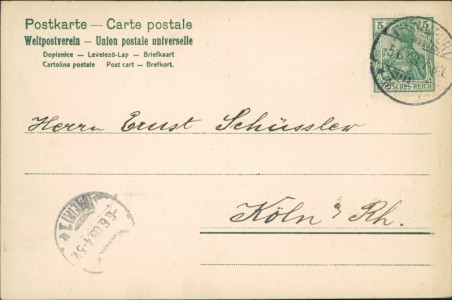 Postkarte — Carte postale
Weltpostverein — Union postale universelle
Dopisnice — Levelező-Lap — Briefkaart
Cartolina postale   Post cart — Brefkort.
5 5
DEUTSCHES REICH
Herrn Ernst Schüssler
Köln a/Rh.